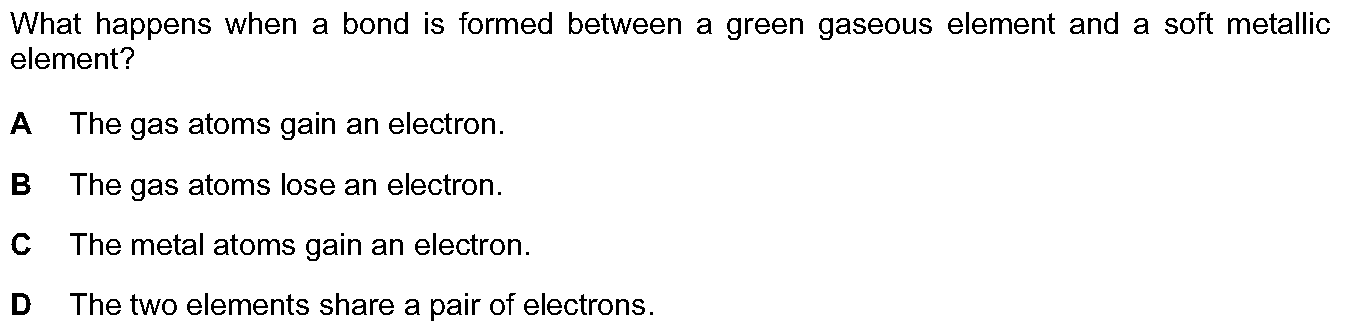 What happens when a bond is formed between a green gaseous element and a soft metallic
element?
A The gas atoms gain an electron.
B The gas atoms lose an electron.
C The metal atoms gain an electron.
D The two elements share a pair of electrons.